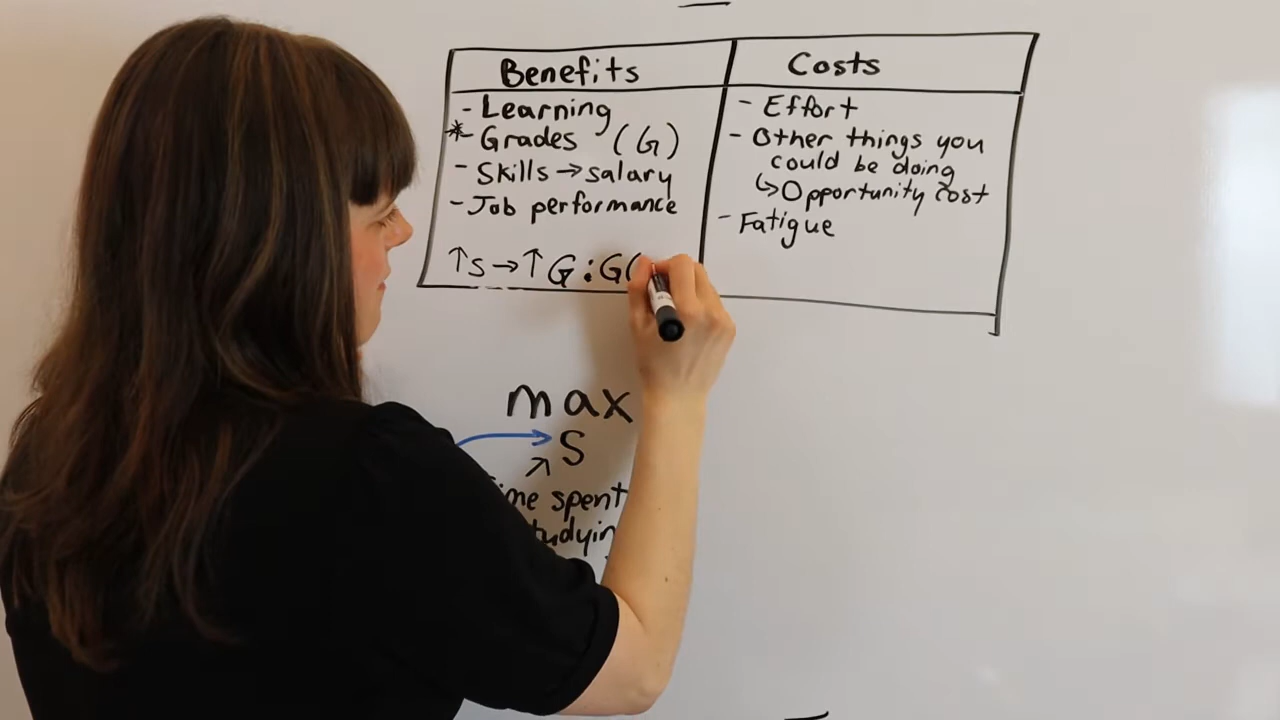 Benefits
- Learning
*- Grades (G)
- Skills → salary
- Job performance
↑S → ↑G : G(
Costs
- Effort
- Other things you
could be doing
↳ Opportunity cost
- Fatigue
max
S
spent